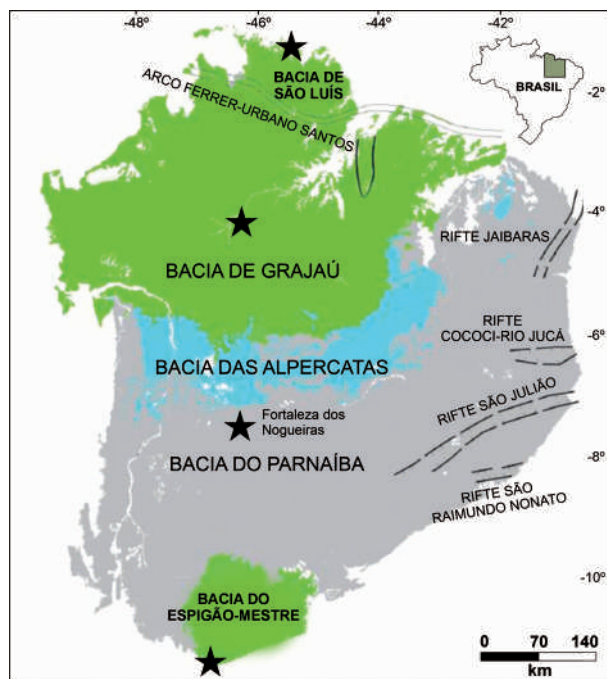 -48º
-46º
-44º
-42º
BACIA DE
SÃO LUÍS
BRASIL
-2º
ARCO FERRER-URBANO SANTOS
-4º
RIFTE JAIBARAS
BACIA DE GRAJAÚ
-6º
RIFTE
COCOCI-RIO JUCÁ
BACIA DAS ALPERCATAS
RIFTE SÃO JULIÃO
Fortaleza dos
Nogueiras
BACIA DO PARNAÍBA
-8º
RIFTE SÃO
RAIMUNDO NONATO
-10º
BACIA DO
ESPIGÃO-MESTRE
0 70 140
km